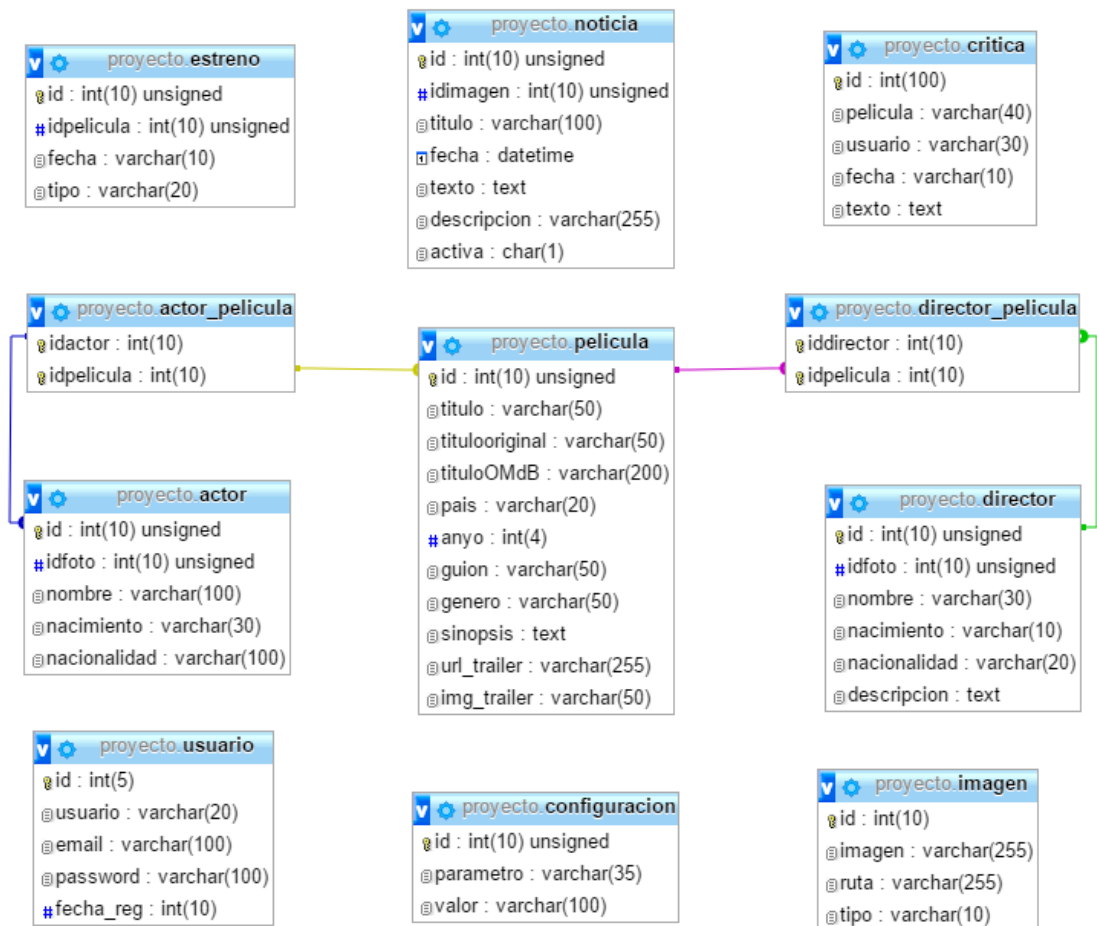 proyecto.estreno
id : int(10) unsigned
#idpelicula : int(10) unsigned
fecha : varchar(10)
tipo : varchar(20)
proyecto.noticia
id : int(10) unsigned
#idimagen : int(10) unsigned
titulo : varchar(100)
fecha : datetime
texto : text
descripcion : varchar(255)
activa : char(1)
proyecto.critica
id : int(100)
pelicula : varchar(40)
usuario : varchar(30)
fecha : varchar(10)
texto : text
proyecto.actor_pelicula
idactor : int(10)
idpelicula : int(10)
proyecto.pelicula
id : int(10) unsigned
titulo : varchar(50)
titulooriginal : varchar(50)
tituloOMdB : varchar(200)
pais : varchar(20)
#anyo : int(4)
guion : varchar(50)
genero : varchar(50)
sinopsis : text
url_trailer : varchar(255)
img_trailer : varchar(50)
proyecto.director_pelicula
iddirector : int(10)
idpelicula : int(10)
proyecto.actor
id : int(10) unsigned
#idfoto : int(10) unsigned
nombre : varchar(100)
nacimiento : varchar(30)
nacionalidad : varchar(100)
proyecto.director
id : int(10) unsigned
#idfoto : int(10) unsigned
nombre : varchar(30)
nacimiento : varchar(10)
nacionalidad : varchar(20)
descripcion : text
proyecto.usuario
id : int(5)
usuario : varchar(20)
email : varchar(100)
password : varchar(100)
#fecha_reg : int(10)
proyecto.configuracion
id : int(10) unsigned
parametro : varchar(35)
valor : varchar(100)
proyecto.imagen
id : int(10)
imagen : varchar(255)
ruta : varchar(255)
tipo : varchar(10)